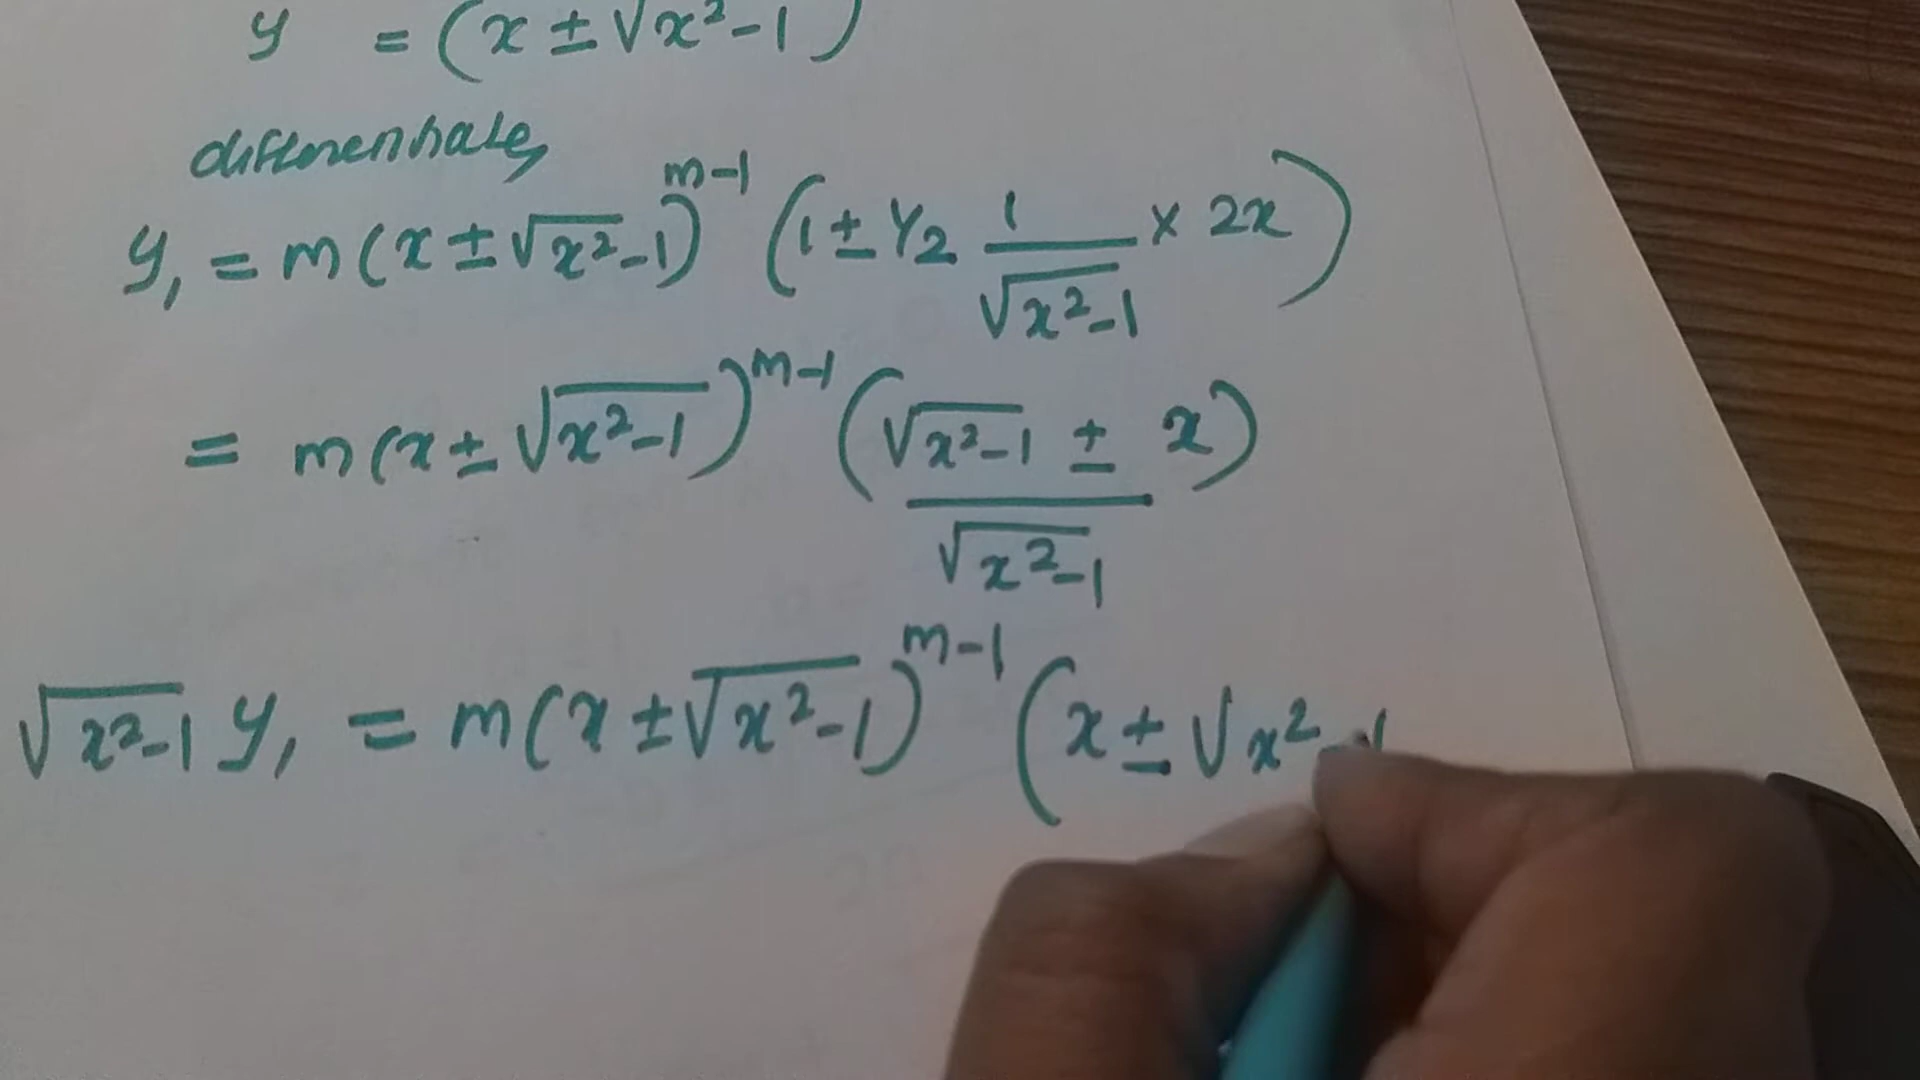 y = (x ± √x²-1)
differentiate,
y₁ = m(x ± √x²-1)^{m-1} (1 ± 1/2 1/√x²-1 × 2x)
= m(x ± √x²-1)^{m-1} (√x²-1 ± x)/√x²-1
√x²-1 y₁ = m(x ± √x²-1)^{m-1} (x ± √x²-1